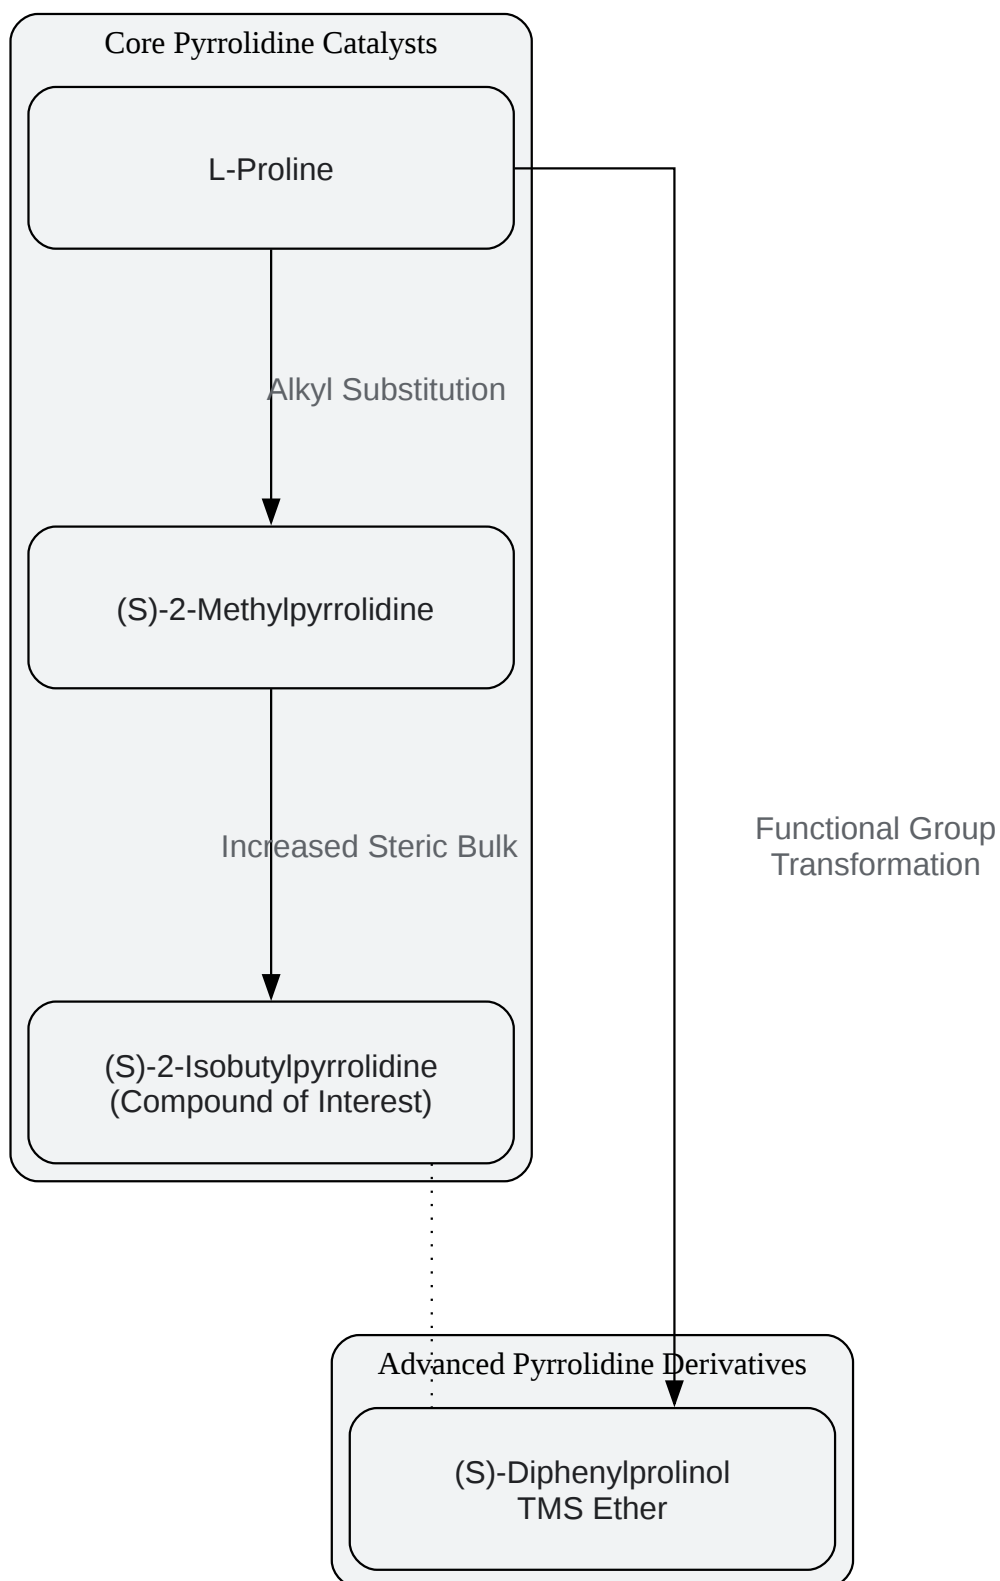 Core Pyrrolidine Catalysts
L-Proline
Alkyl Substitution
(S)-2-Methylpyrrolidine
Increased Steric Bulk
Functional Group
Transformation
(S)-2-Isobutylpyrrolidine
(Compound of Interest)
Advanced Pyrrolidine Derivatives
(S)-Diphenylprolinol
TMS Ether